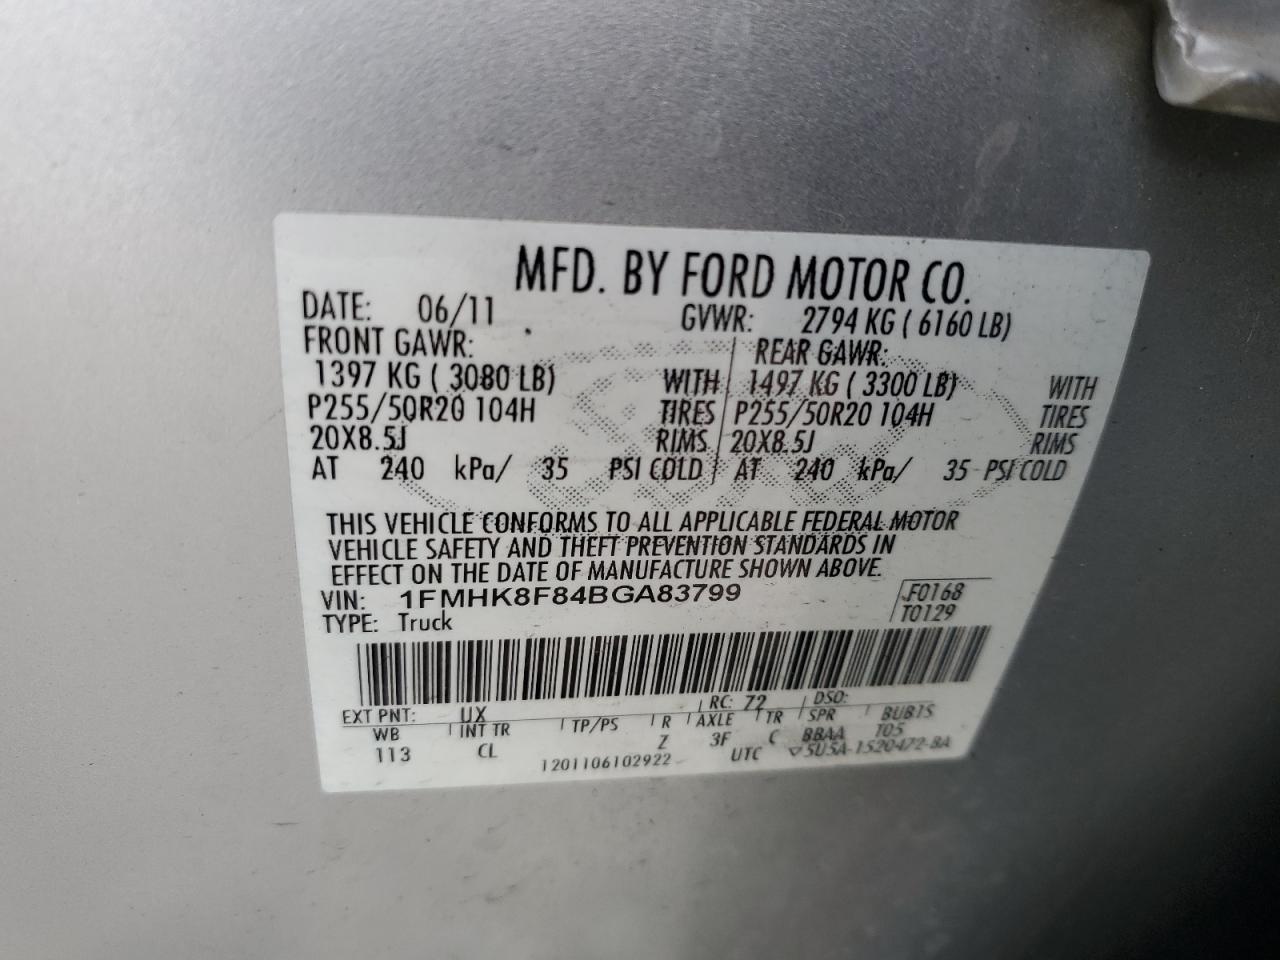 MFD. BY FORD MOTOR CO.
DATE: 06/11 GVWR: 2794 KG ( 6160 LB)
FRONT GAWR: REAR GAWR:
1397 KG ( 3080 LB) WITH 1497 KG ( 3300 LB) WITH
P255/50R20 104H TIRES P255/50R20 104H TIRES
20X8.5J RIMS 20X8.5J RIMS
AT 240 kPa/ 35 PSI COLD AT 240 kPa/ 35 PSI COLD
THIS VEHICLE CONFORMS TO ALL APPLICABLE FEDERAL MOTOR
VEHICLE SAFETY AND THEFT PREVENTION STANDARDS IN
EFFECT ON THE DATE OF MANUFACTURE SHOWN ABOVE.
VIN: 1FMHK8F84BGA83799 F0168
TYPE: Truck T0129
EXT PNT: UX RC: 72 DSO:
WB INT TR TP/PS R AXLE TR SPR BUB1S
113 CL Z 3F C BBAA T05
1201106102922 UTC ▽5U5A-1520472-BA